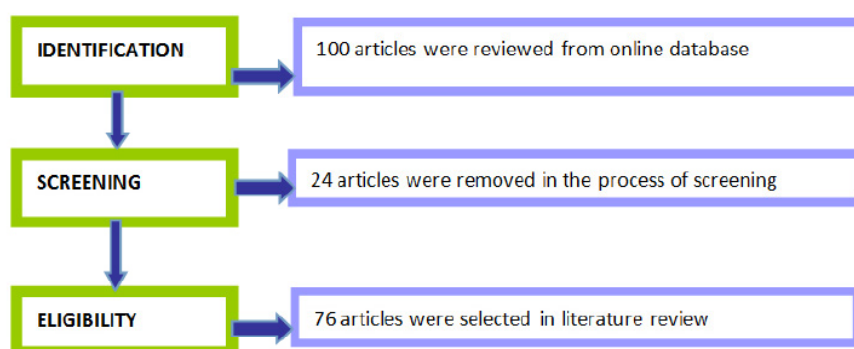 IDENTIFICATION
100 articles were reviewed from online database
SCREENING
24 articles were removed in the process of screening
ELIGIBILITY
76 articles were selected in literature review